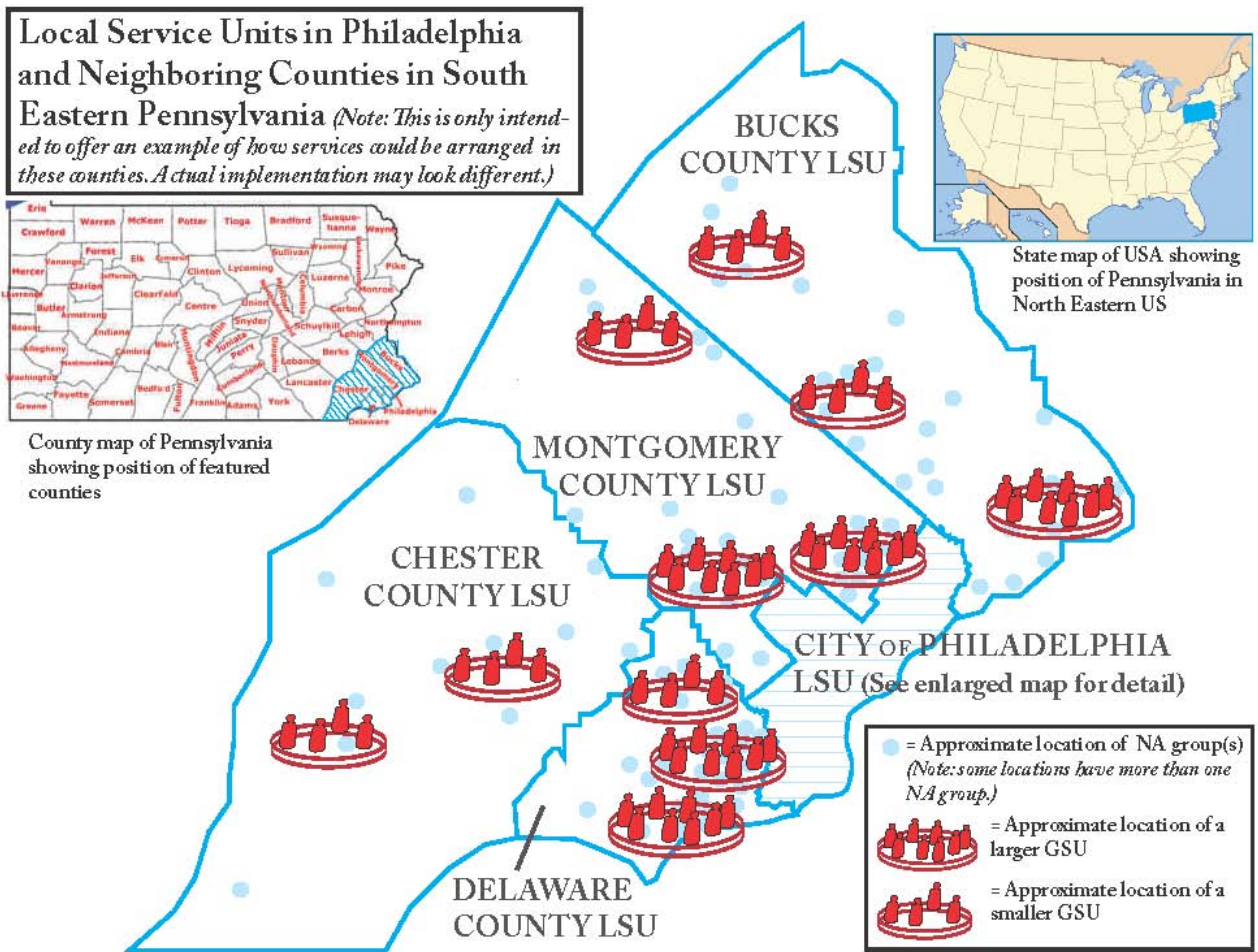 Local Service Units in Philadelphia
and Neighboring Counties in South
Eastern Pennsylvania (Note: This is only intend-
ed to offer an example of how services could be arranged in
these counties. Actual implementation may look different.)
BUCKS
COUNTY LSU
State map of USA showing
position of Pennsylvania in
North Eastern US
Erie
Warren
McKean
Potter
Tioga
Bradford
Susque-
hanna
Wayne
Crawford
Forest
Elk
Cameron
Sullivan
Wyoming
Lackawanna
Mercer
Venango
Jefferson
Clinton
Lycoming
Luzerne
Pike
Lawrence
Clarion
Clearfield
Centre
Union
Montour
Columbia
Monroe
Butler
Armstrong
Northumberland
Carbon
Beaver
Indiana
Snyder
Schuylkill
Northampton
Lehigh
Allegheny
Cambria
Blair
Huntingdon
Mifflin
Juniata
Perry
Dauphin
Lebanon
Berks
Bucks
Montgomery
Washington
Westmoreland
Cumberland
Lancaster
Chester
Greene
Fayette
Somerset
Bedford
Fulton
Franklin
Adams
York
Philadelphia
Delaware
County map of Pennsylvania
showing position of featured
counties
MONTGOMERY
COUNTY LSU
CHESTER
COUNTY LSU
CITY OF PHILADELPHIA
LSU (See enlarged map for detail)
DELAWARE
COUNTY LSU
= Approximate location of NA group(s)
(Note: some locations have more than one
NA group.)
= Approximate location of a
larger GSU
= Approximate location of a
smaller GSU